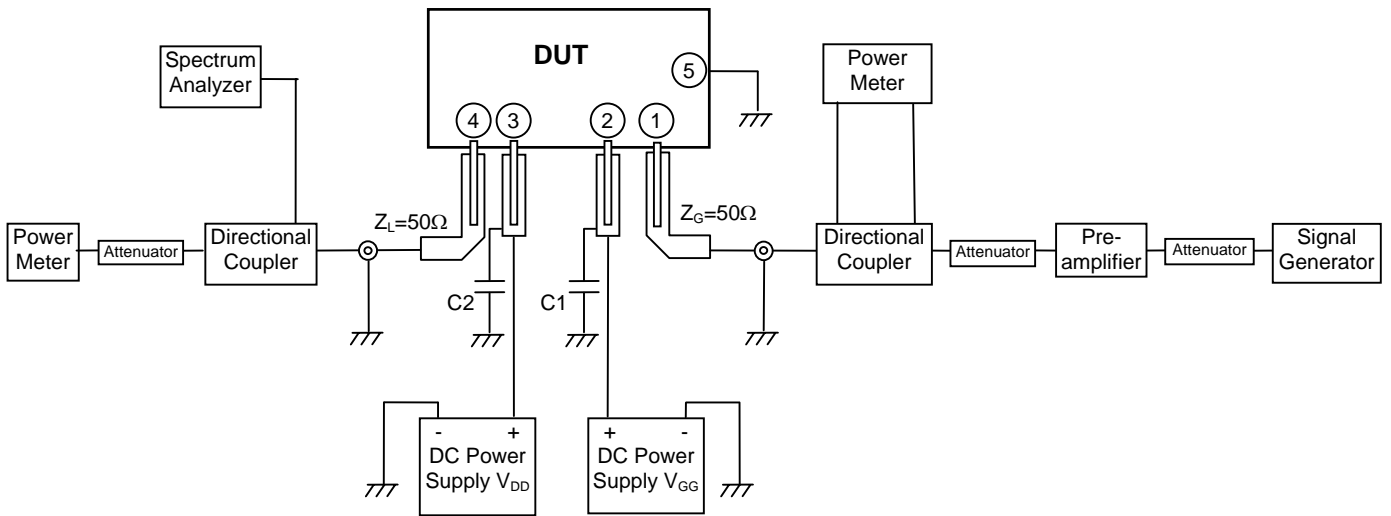 DUT
5
4
3
2
1
Spectrum
Analyzer
Power
Meter
Z_L=50Ω
Z_G=50Ω
Power
Meter
Attenuator
Directional
Coupler
Directional
Coupler
Attenuator
Pre-
amplifier
Attenuator
Signal
Generator
C2
C1
- +
DC Power
Supply V_DD
+ -
DC Power
Supply V_GG